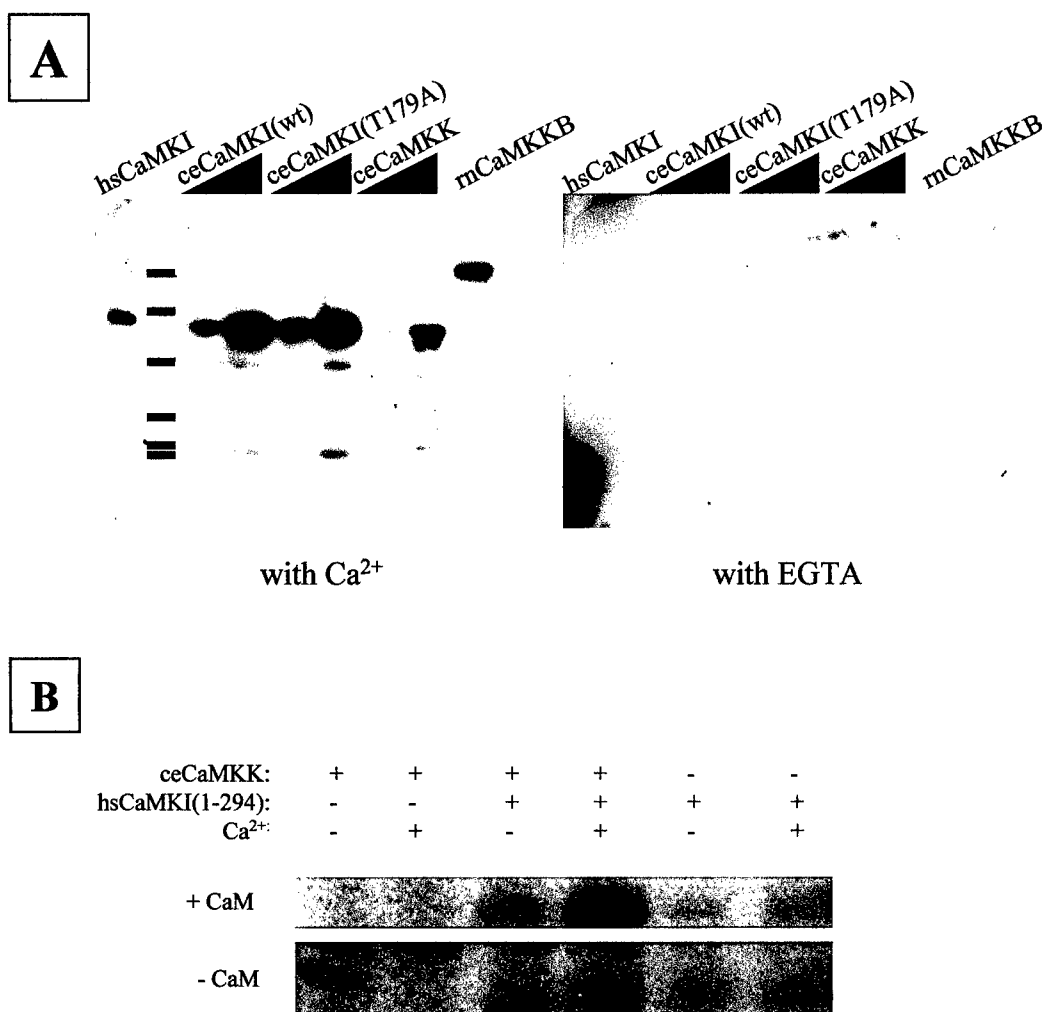 A
hsCaMKI ceCaMKI(wt) ceCaMKI(T179A) ceCaMKK rnCaMKKB hsCaMKI ceCaMKI(wt) ceCaMKI(T179A) ceCaMKK rnCaMKKB
with Ca²⁺ with EGTA
B
ceCaMKK: + + + + - -
hsCaMKI(1-294): - - + + + +
Ca²⁺: - + - + - +
+ CaM
- CaM